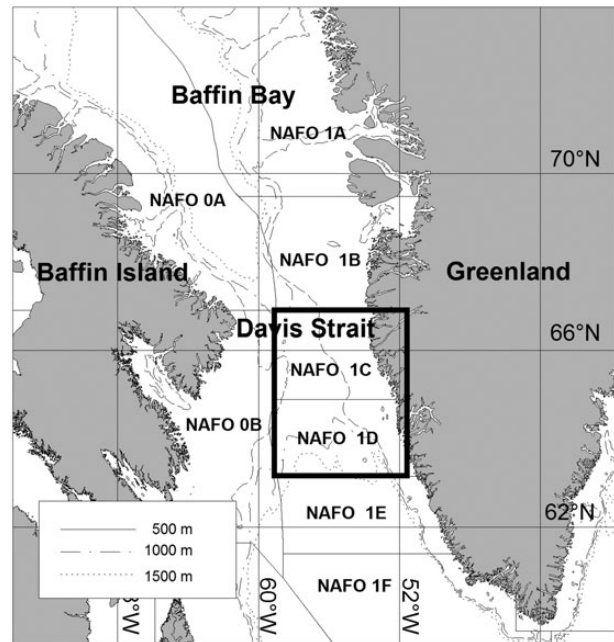 Baffin Bay
NAFO 1A
70°N
NAFO 0A
NAFO 1B
Baffin Island
Greenland
Davis Strait
66°N
NAFO 1C
NAFO 0B
NAFO 1D
62°N
NAFO 1E
500 m
1000 m
1500 m
NAFO 1F
60°W
52°W